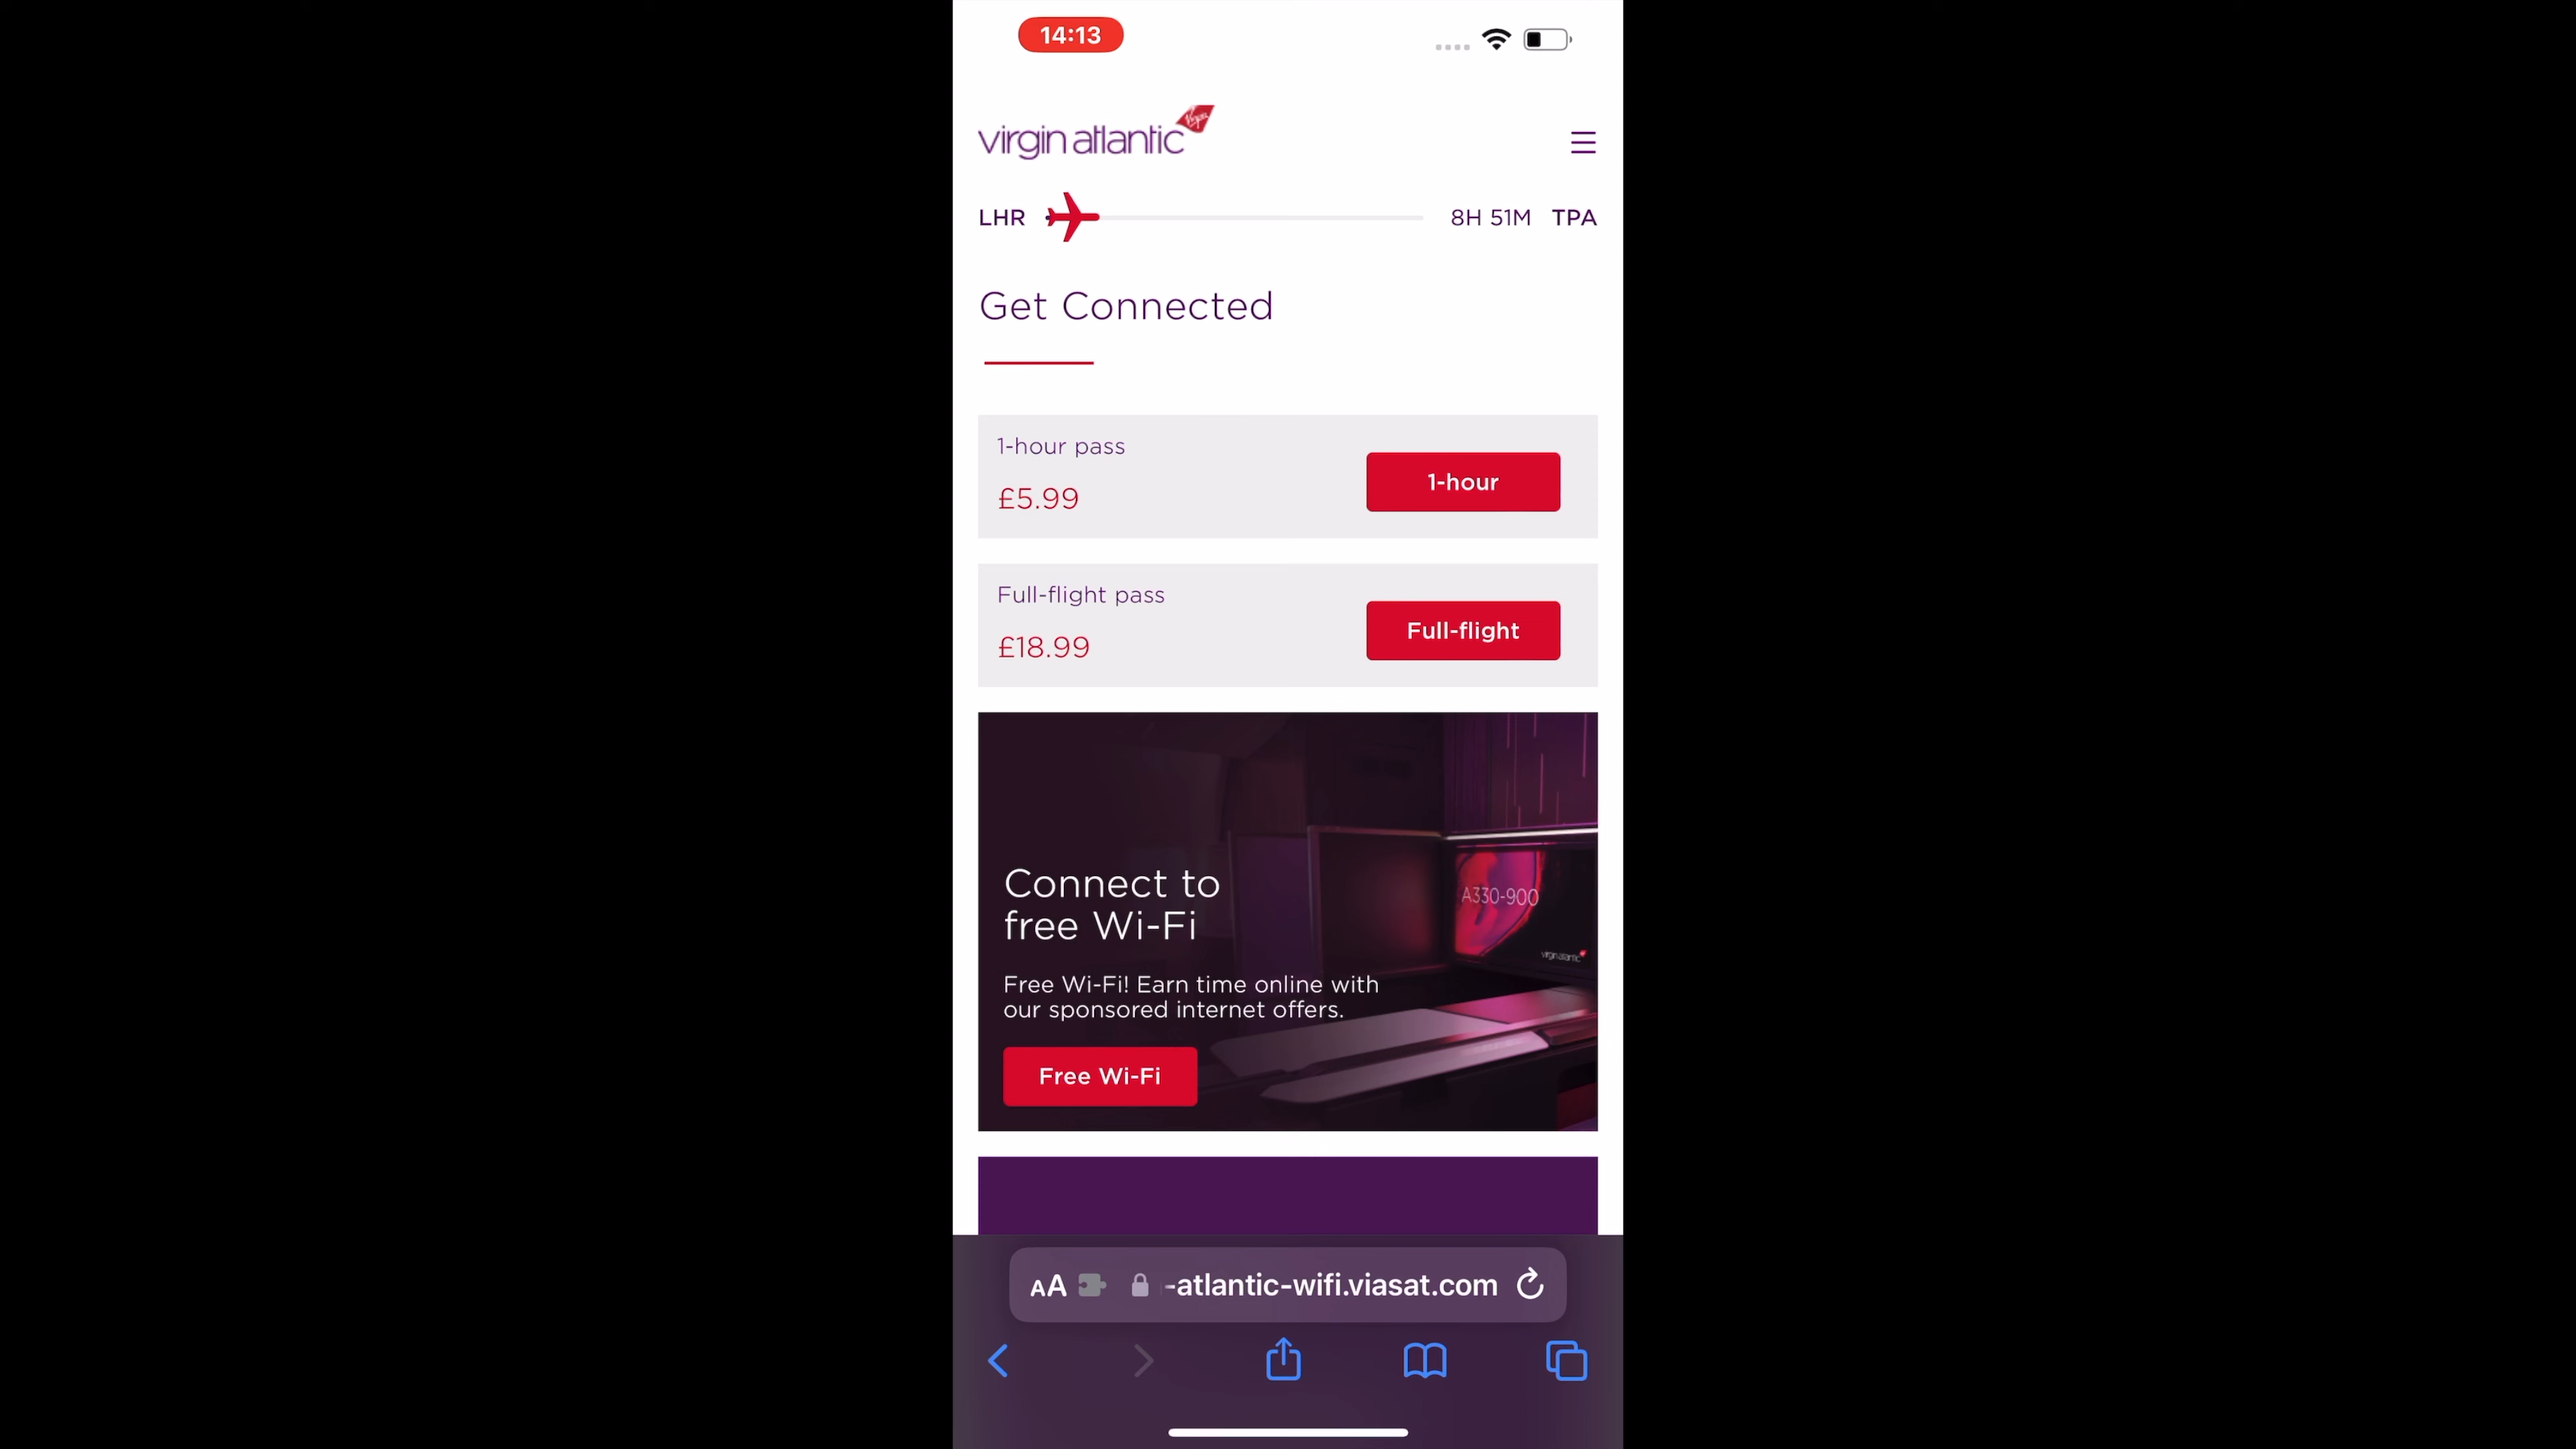 14:13
virgin atlantic
LHR 8H 51M TPA
Get Connected
1-hour pass
£5.99
1-hour
Full-flight pass
£18.99
Full-flight
Connect to
free Wi-Fi
A330-900
virgin atlantic
Free Wi-Fi! Earn time online with
our sponsored internet offers.
Free Wi-Fi
AA -atlantic-wifi.viasat.com